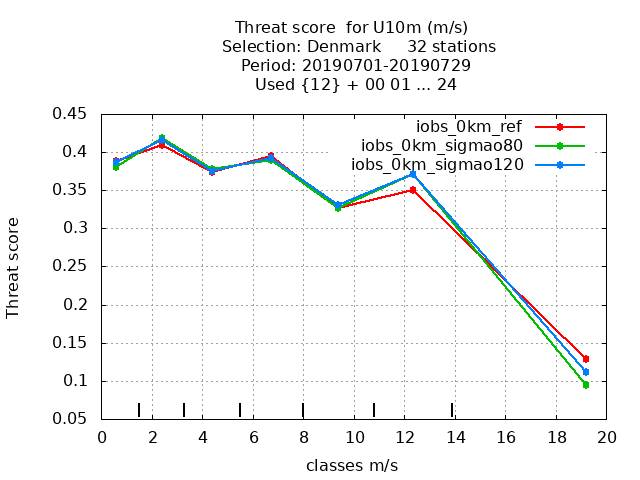 Threat score  for U10m (m/s)
Selection: Denmark     32 stations
Period: 20190701-20190729
Used {12} + 00 01 ... 24
iobs_0km_ref
iobs_0km_sigmao80
iobs_0km_sigmao120
Threat score
0.45
0.4
0.35
0.3
0.25
0.2
0.15
0.1
0.05
0 2 4 6 8 10 12 14 16 18 20
classes m/s